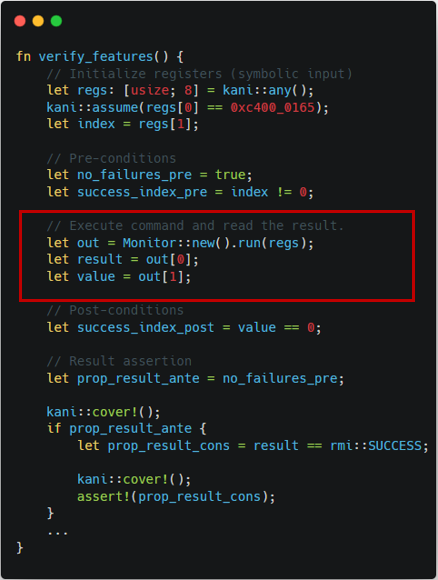 fn verify_features() {
    // Initialize registers (symbolic input)
    let regs: [usize; 8] = kani::any();
    kani::assume(regs[0] == 0xc400_0165);
    let index = regs[1];

    // Pre-conditions
    let no_failures_pre = true;
    let success_index_pre = index != 0;

    // Execute command and read the result.
    let out = Monitor::new().run(regs);
    let result = out[0];
    let value = out[1];

    // Post-conditions
    let success_index_post = value == 0;

    // Result assertion
    let prop_result_ante = no_failures_pre;

    kani::cover!();
    if prop_result_ante {
        let prop_result_cons = result == rmi::SUCCESS;

        kani::cover!();
        assert!(prop_result_cons);
    }
    ...
}